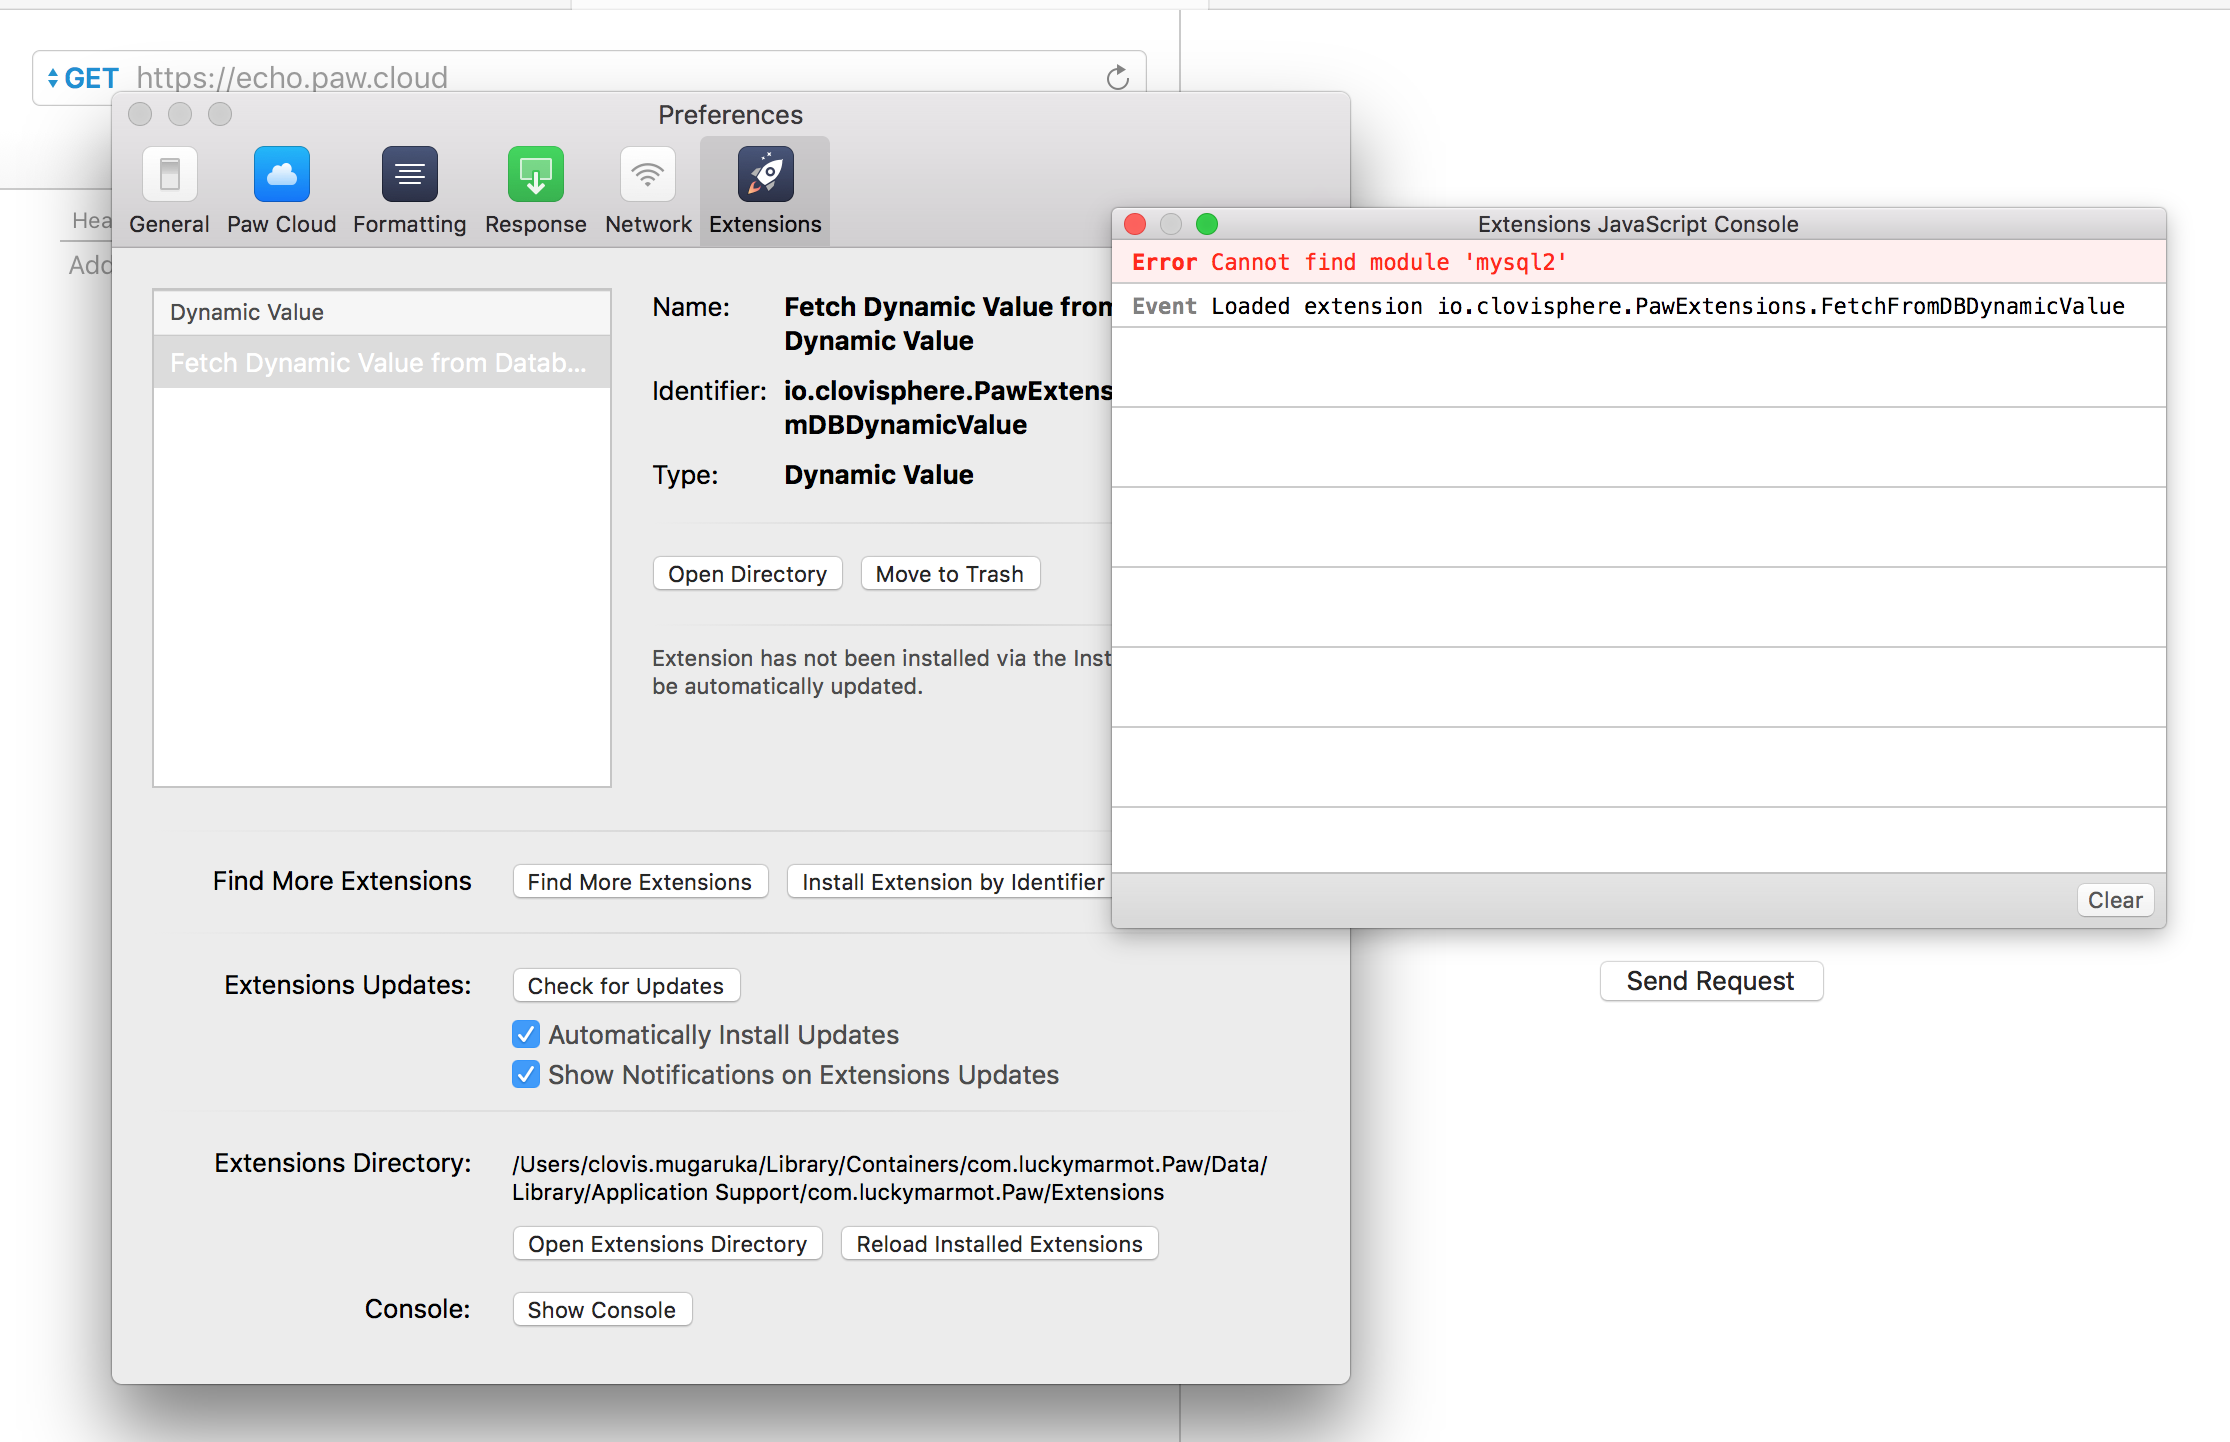 GET https://echo.paw.cloud
Preferences
General Paw Cloud Formatting Response Network Extensions
Hea
Add
Dynamic Value
Fetch Dynamic Value from Datab...
Name: Fetch Dynamic Value from
Dynamic Value
Identifier: io.clovisphere.PawExtens
mDBDynamicValue
Type: Dynamic Value
Open Directory Move to Trash
Extension has not been installed via the Inst
be automatically updated.
Find More Extensions Find More Extensions Install Extension by Identifier
Extensions Updates: Check for Updates
Automatically Install Updates
Show Notifications on Extensions Updates
Extensions Directory: /Users/clovis.mugaruka/Library/Containers/com.luckymarmot.Paw/Data/
Library/Application Support/com.luckymarmot.Paw/Extensions
Open Extensions Directory Reload Installed Extensions
Console: Show Console
Extensions JavaScript Console
Error Cannot find module 'mysql2'
Event Loaded extension io.clovisphere.PawExtensions.FetchFromDBDynamicValue
Clear
Send Request